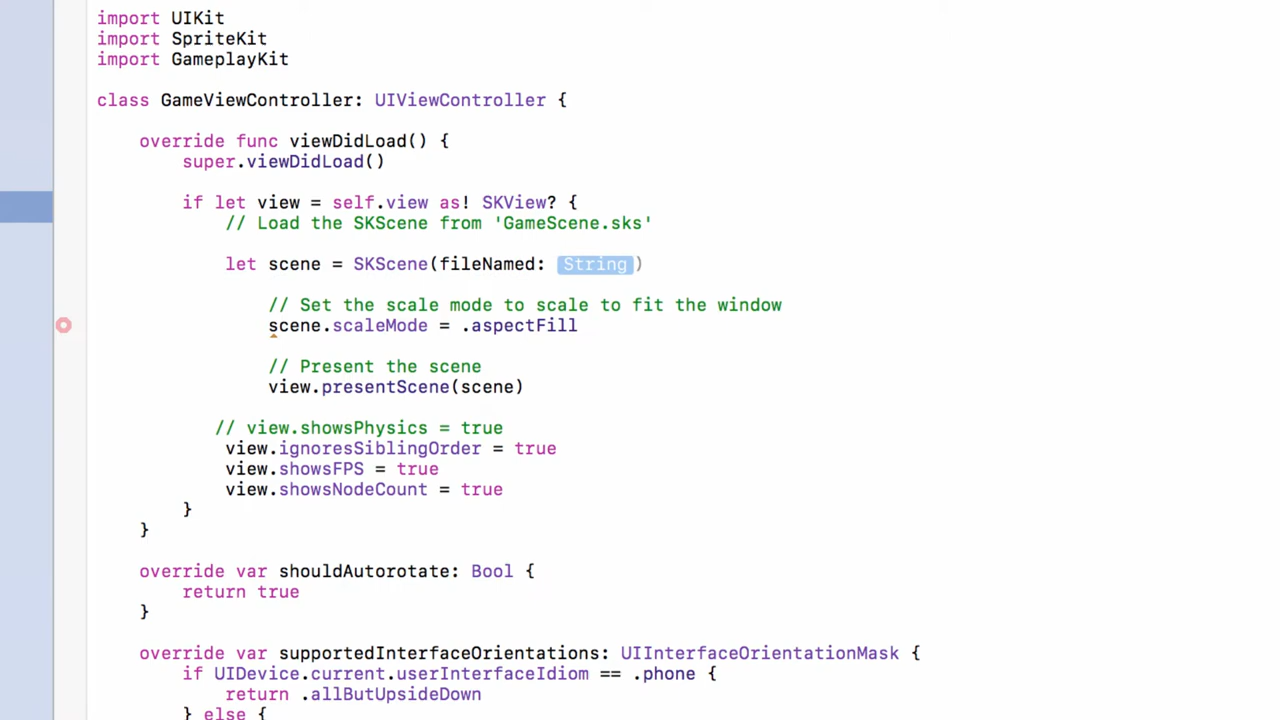 import UIKit
import SpriteKit
import GameplayKit
class GameViewController: UIViewController {
override func viewDidLoad() {
super.viewDidLoad()
if let view = self.view as! SKView? {
// Load the SKScene from 'GameScene.sks'
let scene = SKScene(fileNamed: String)
// Set the scale mode to scale to fit the window
scene.scaleMode = .aspectFill
// Present the scene
view.presentScene(scene)
// view.showsPhysics = true
view.ignoresSiblingOrder = true
view.showsFPS = true
view.showsNodeCount = true
}
}
override var shouldAutorotate: Bool {
return true
}
override var supportedInterfaceOrientations: UIInterfaceOrientationMask {
if UIDevice.current.userInterfaceIdiom == .phone {
return .allButUpsideDown
} else {